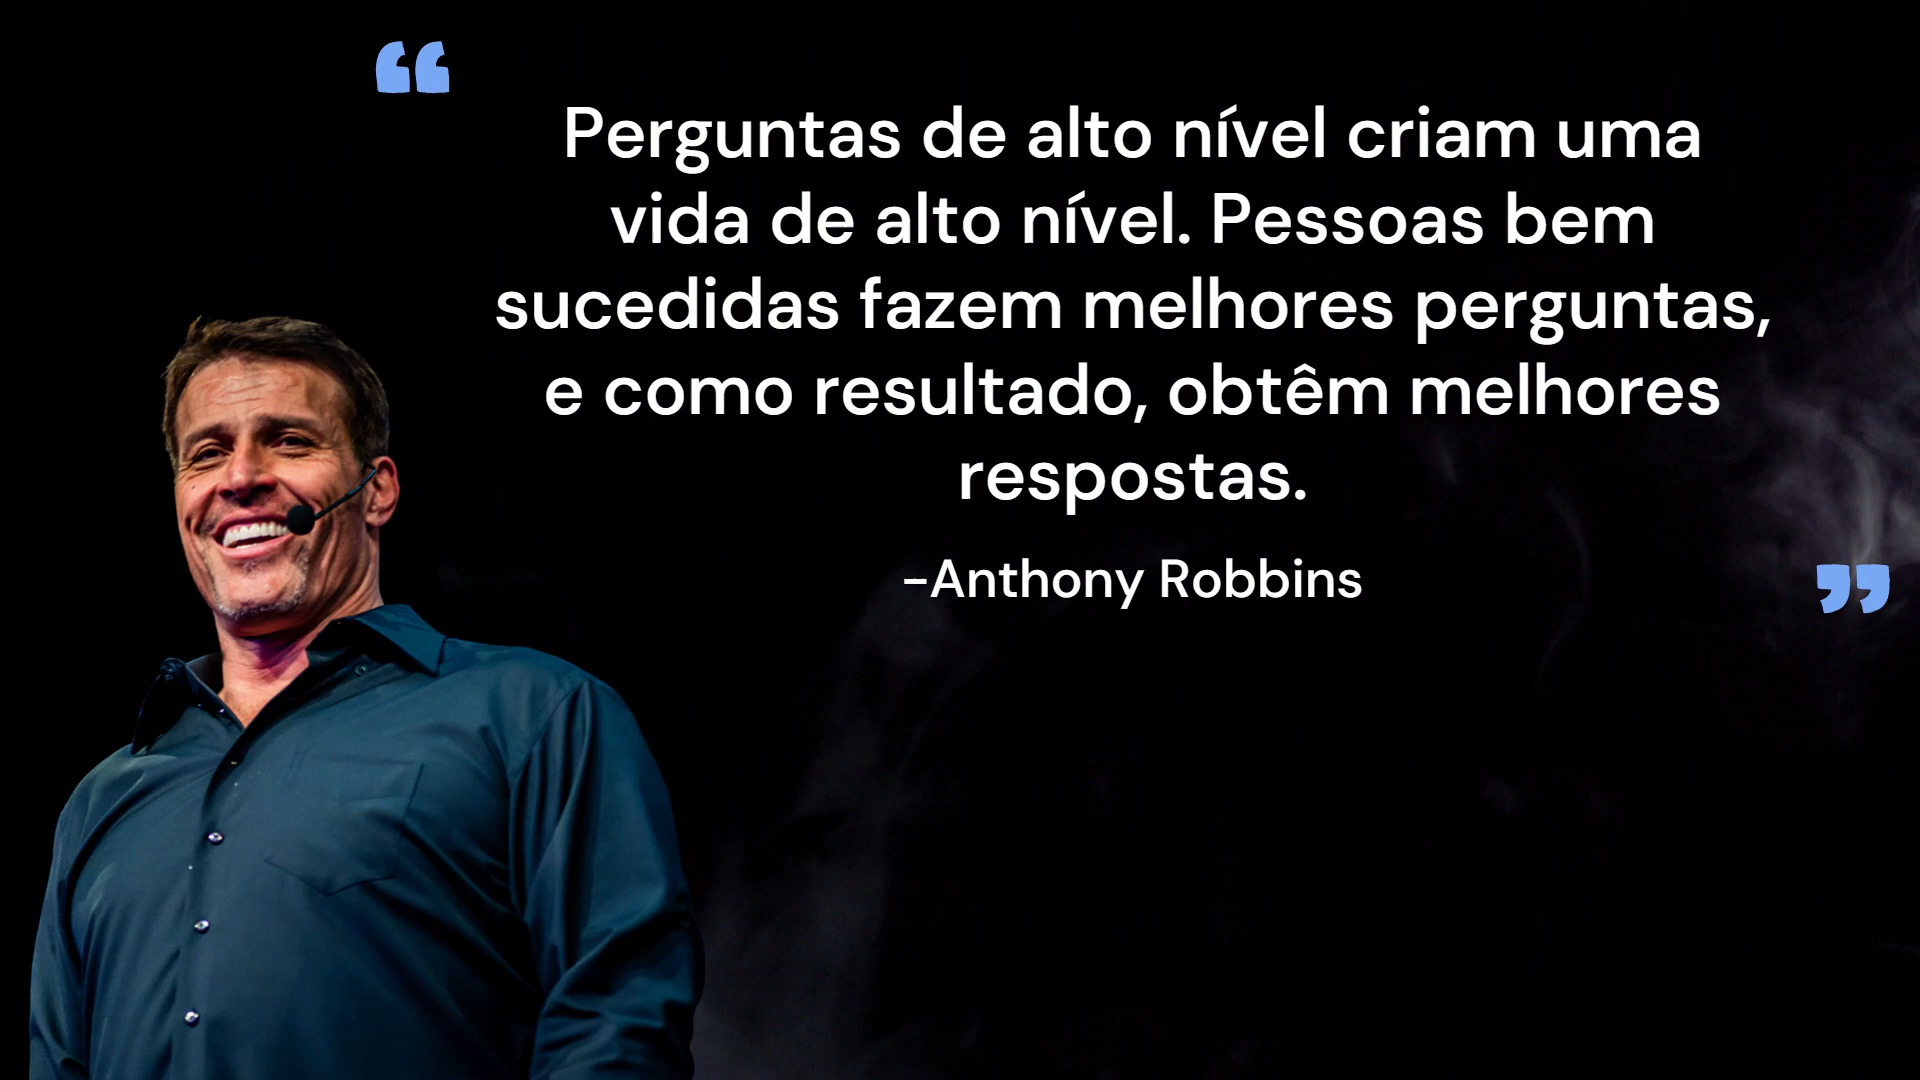 “
Perguntas de alto nível criam uma
vida de alto nível. Pessoas bem
sucedidas fazem melhores perguntas,
e como resultado, obtêm melhores
respostas.
-Anthony Robbins
”